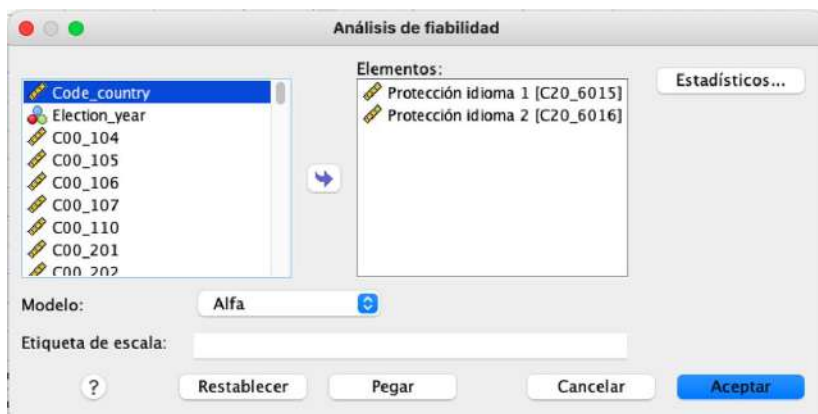 Análisis de fiabilidad
Elementos:
Code_country
Election_year
C00_104
C00_105
C00_106
C00_107
C00_110
C00_201
C00_202
Protección idioma 1 [C20_6015]
Protección idioma 2 [C20_6016]
Estadísticos...
Modelo:
Alfa
Etiqueta de escala:
?
Restablecer
Pegar
Cancelar
Aceptar